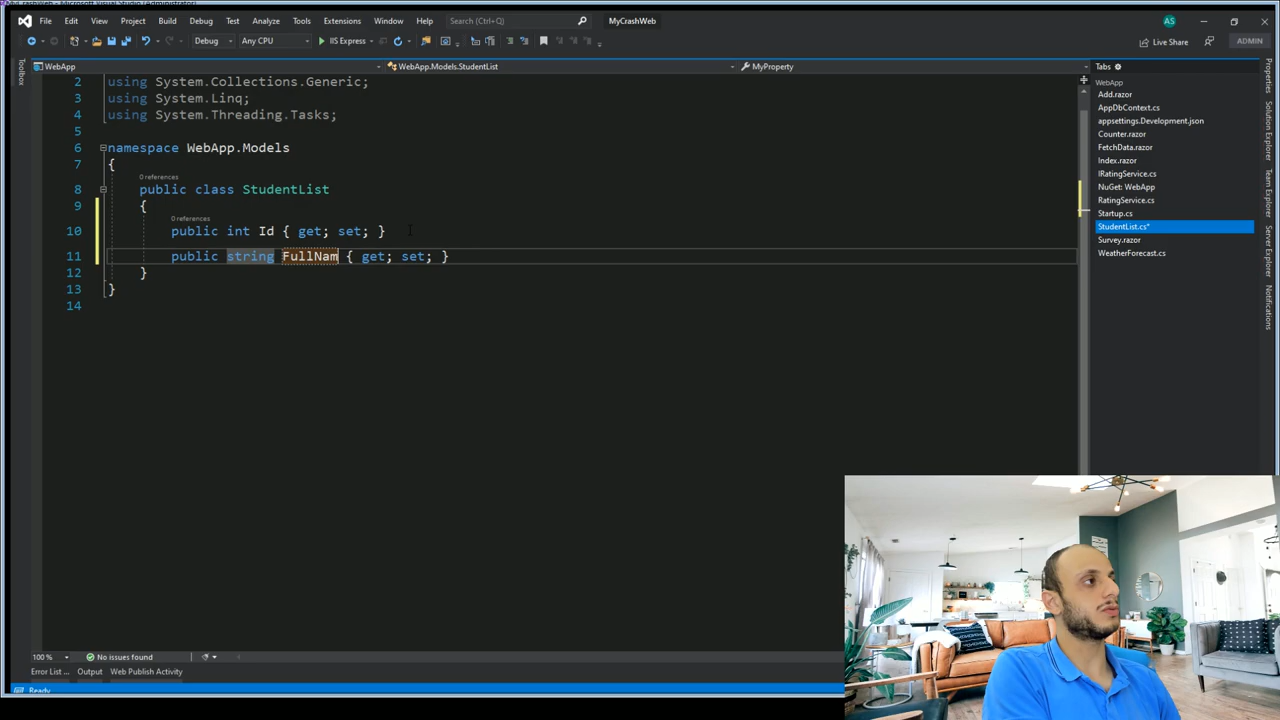 File Edit View Project Build Debug Test Analyze Tools Extensions Window Help Search (Ctrl+Q) MyCrashWeb AS
Debug Any CPU IIS Express Live Share ADMIN
WebApp WebApp.Models.StudentList MyProperty
Toolbox
2 using System.Collections.Generic;
3 using System.Linq;
4 using System.Threading.Tasks;
5
6 namespace WebApp.Models
7 {
0 references
8 public class StudentList
9 {
0 references
10 public int Id { get; set; }
11 public string FullNam { get; set; }
12 }
13 }
14
Tabs
WebApp
Add.razor
AppDbContext.cs
appsettings.Development.json
Counter.razor
FetchData.razor
Index.razor
IRatingService.cs
NuGet: WebApp
RatingService.cs
Startup.cs
StudentList.cs*
Survey.razor
WeatherForecast.cs
Properties
Solution Explorer
Team Explorer
Server Explorer
Notifications
100 % No issues found
Error List ... Output Web Publish Activity
Ready